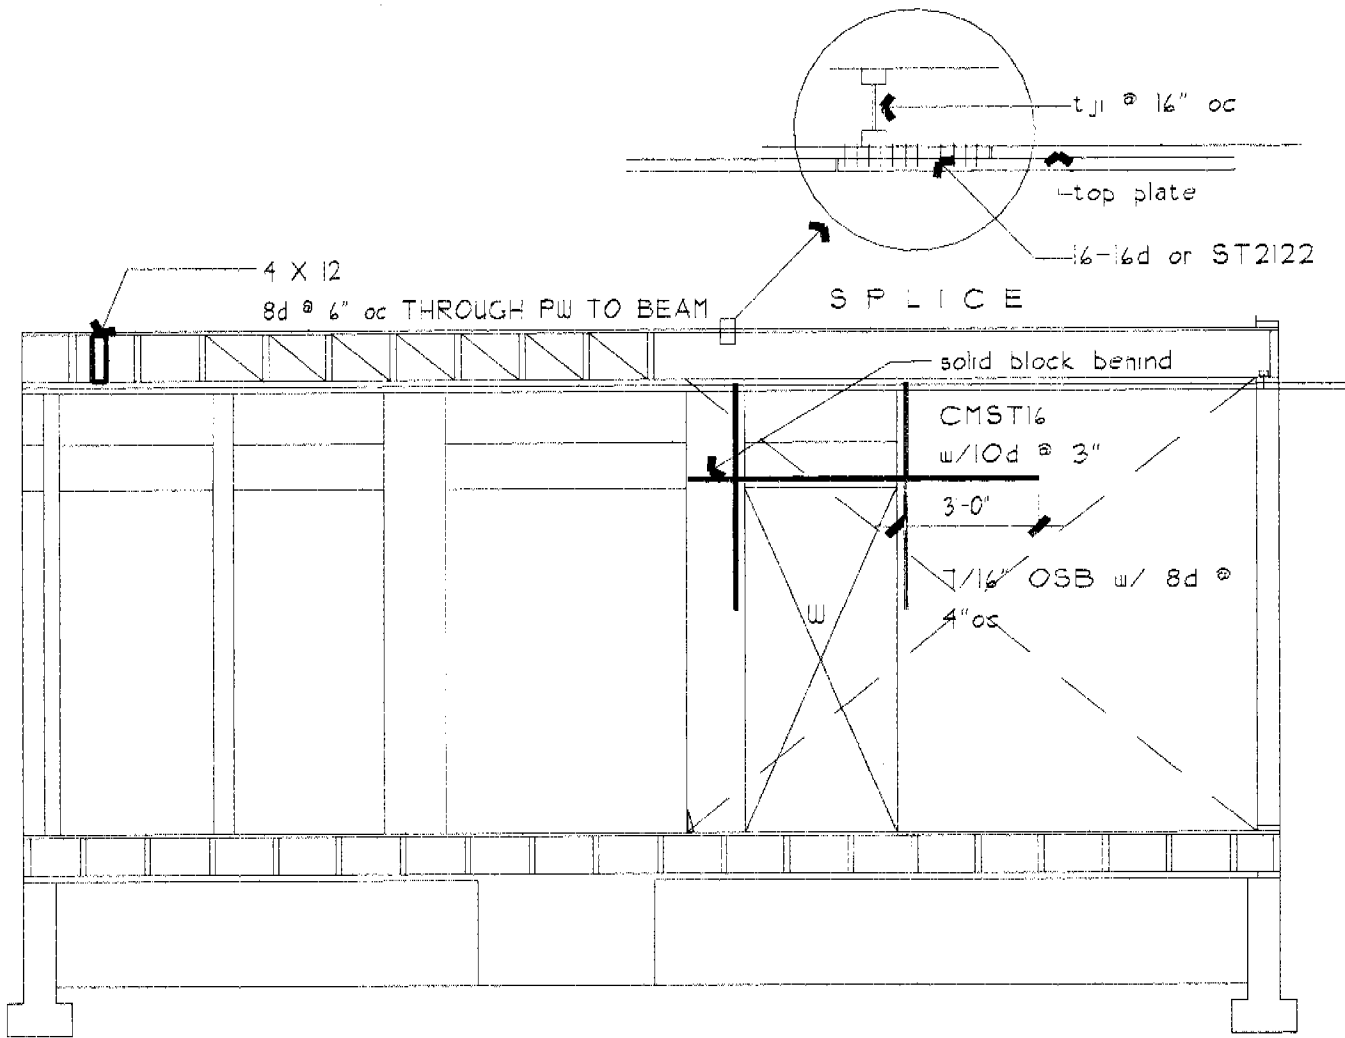 tji @ 16" oc
top plate
16-16d or ST2122
4 X 12
8d @ 6" oc THROUGH PW TO BEAM
SPLICE
solid block behind
CMST16
w/10d @ 3"
3'-0"
7/16" OSB w/ 8d @
4"oc
W